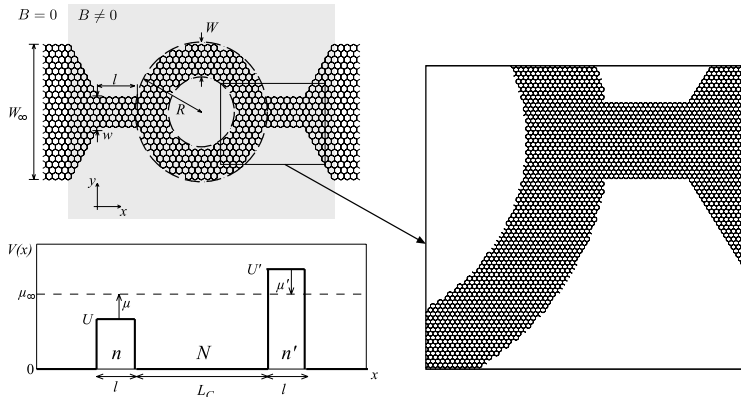 B = 0 B ≠ 0
W
l
R
W∞
w
y
x
V(x)
U'
μ'
μ∞
μ
U
n N n'
0
x
l L_C l